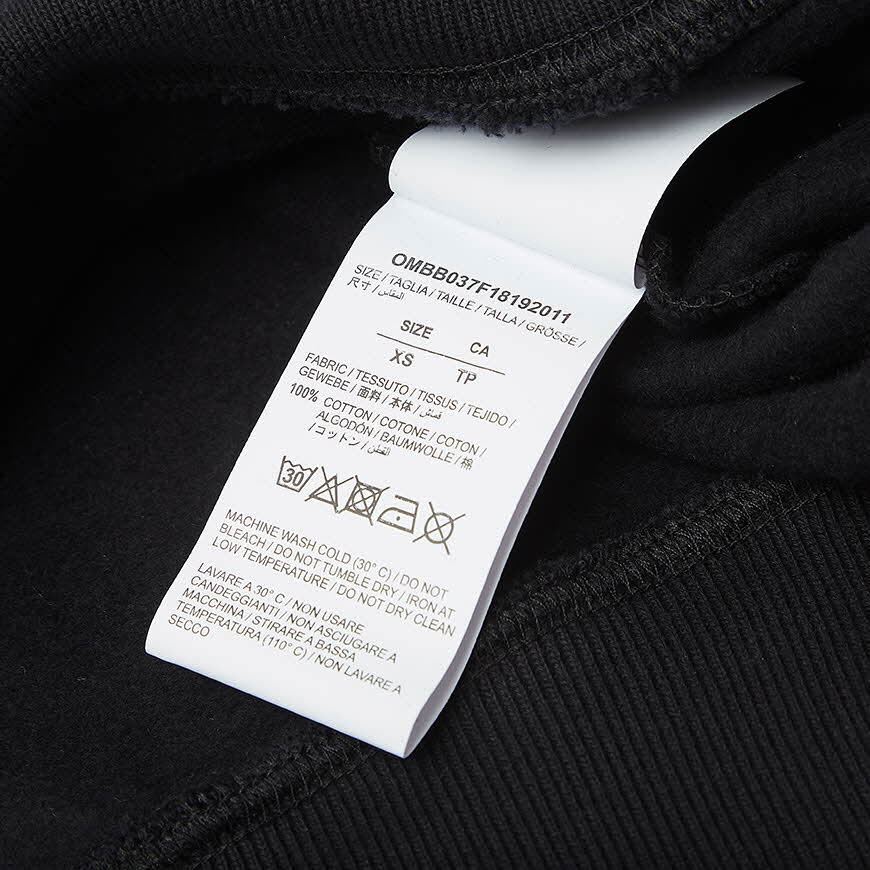 OMBB037F18192011
SIZE / TAGLIA / TAILLE / TALLA / GRÖSSE /
尺寸 / المقاس
SIZE CA
XS TP
FABRIC / TESSUTO / TISSUS / TEJIDO /
GEWEBE / 面料 / 本体 / قماش
100% COTTON / COTONE / COTON /
ALGODÓN / BAUMWOLLE / 棉
/ コットン / القطن
30
MACHINE WASH COLD (30° C) / DO NOT
BLEACH / DO NOT TUMBLE DRY / IRON AT
LOW TEMPERATURE / DO NOT DRY CLEAN
LAVARE A 30° C / NON USARE
CANDEGGIANTI / NON ASCIUGARE A
MACCHINA / STIRARE A BASSA
TEMPERATURA (110° C) / NON LAVARE A
SECCO